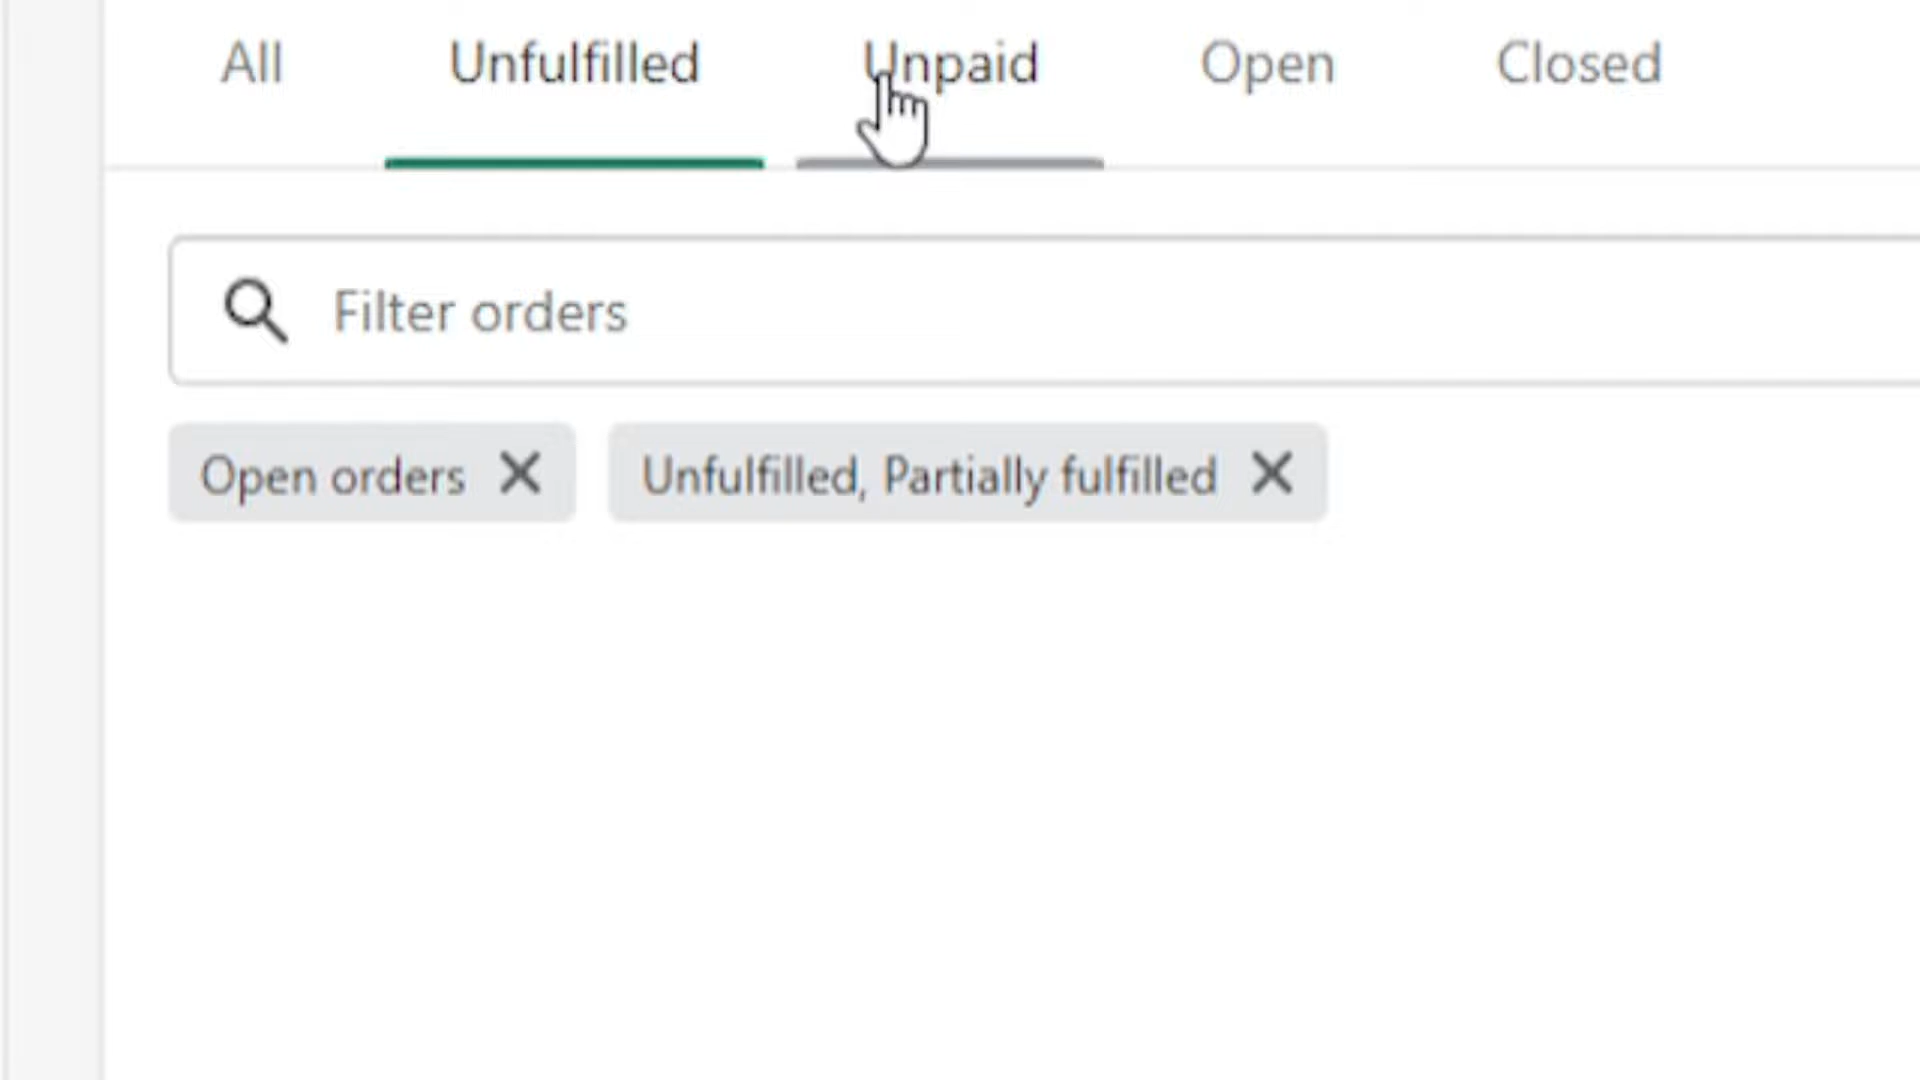 All Unfulfilled Unpaid Open Closed
Filter orders
Open orders Unfulfilled, Partially fulfilled